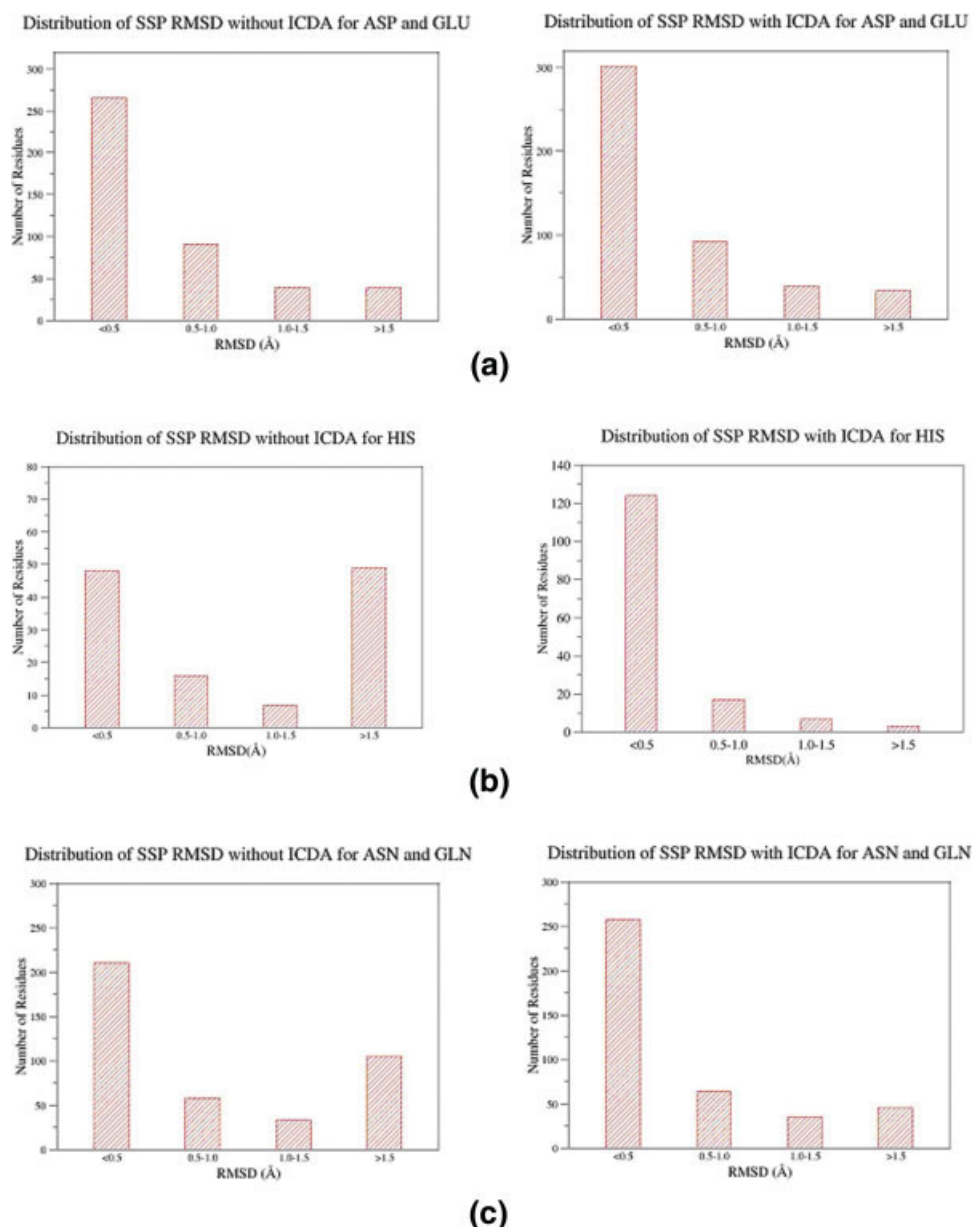 Distribution of SSP RMSD without ICDA for ASP and GLU
Number of Residues
300
250
200
150
100
50
0
<0.5 0.5-1.0 1.0-1.5 >1.5
RMSD (Å)
Distribution of SSP RMSD with ICDA for ASP and GLU
Number of Residues
300
200
100
0
<0.5 0.5-1.0 1.0-1.5 >1.5
RMSD (Å)
(a)
Distribution of SSP RMSD without ICDA for HIS
Number of Residues
80
70
60
50
40
30
20
10
0
<0.5 0.5-1.0 1.0-1.5 >1.5
RMSD(Å)
Distribution of SSP RMSD with ICDA for HIS
Number of Residues
140
120
100
80
60
40
20
0
<0.5 0.5-1.0 1.0-1.5 >1.5
RMSD(Å)
(b)
Distribution of SSP RMSD without ICDA for ASN and GLN
Number of Residues
300
250
200
150
100
50
0
<0.5 0.5-1.0 1.0-1.5 >1.5
RMSD (Å)
Distribution of SSP RMSD with ICDA for ASN and GLN
Number of Residues
300
250
200
150
100
50
0
<0.5 0.5-1.0 1.0-1.5 >1.5
RMSD (Å)
(c)